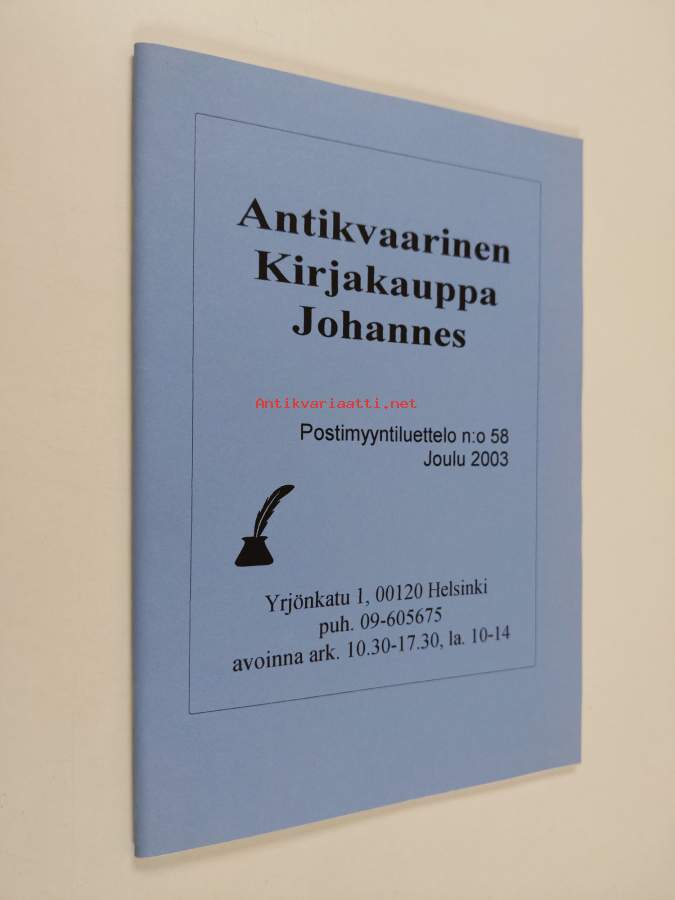 Antikvaarinen
Kirjakauppa
Johannes
Antikvariaatti.net
Postimyyntiluettelo n:o 58
Joulu 2003
Yrjönkatu 1, 00120 Helsinki
puh. 09-605675
avoinna ark. 10.30-17.30, la. 10-14